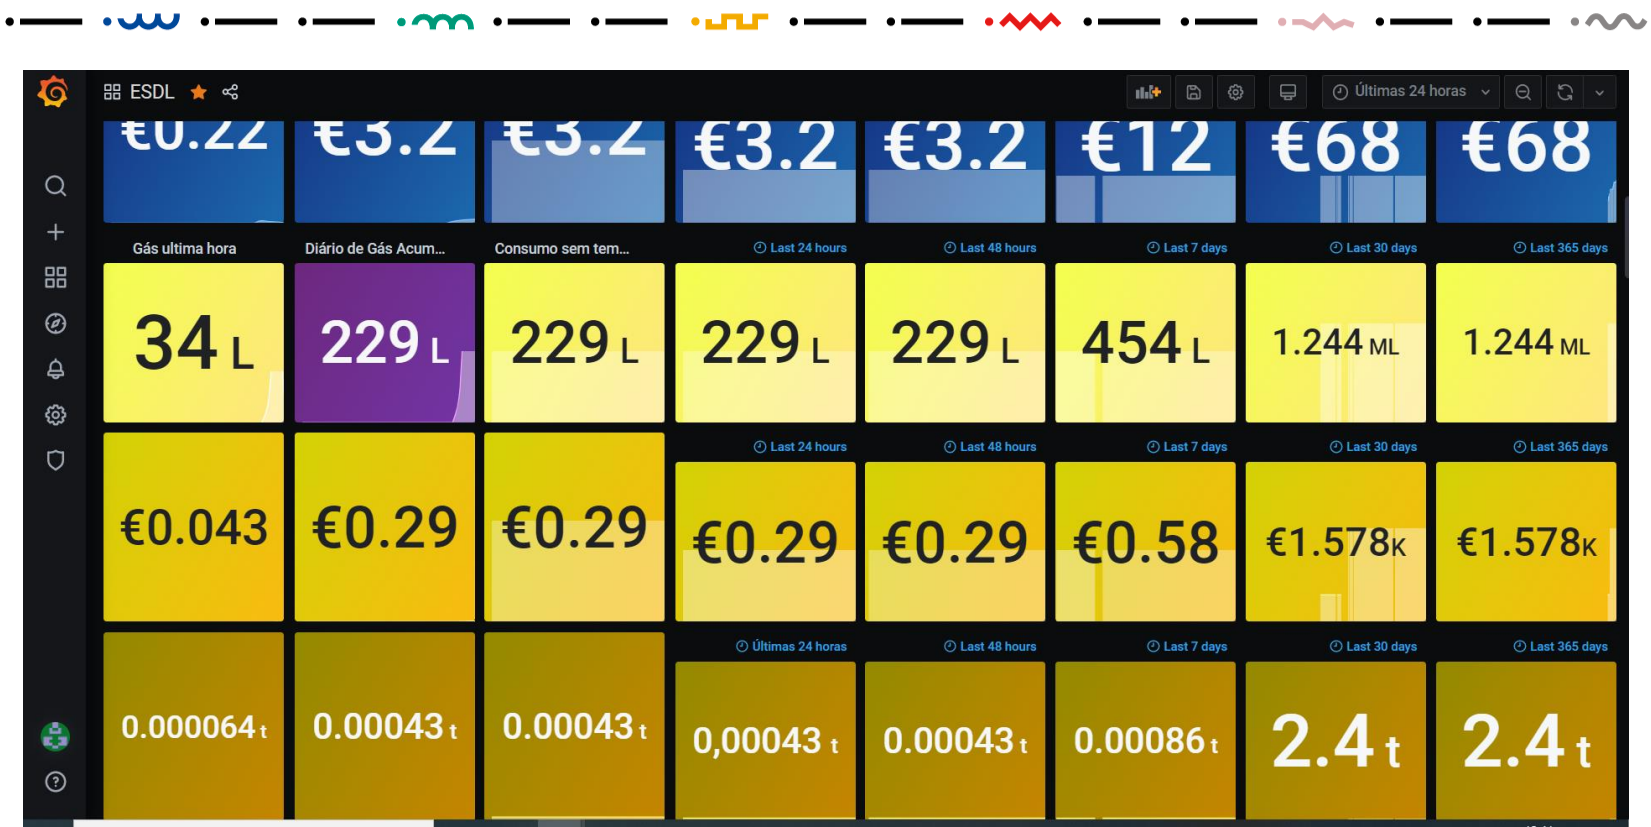 ESDL
Últimas 24 horas
€0.22 €3.2 €3.2 €3.2 €3.2 €12 €68 €68
Gás ultima hora Diário de Gás Acum... Consumo sem tem... Last 24 hours Last 48 hours Last 7 days Last 30 days Last 365 days
34 L 229 L 229 L 229 L 229 L 454 L 1.244 ML 1.244 ML
Last 24 hours Last 48 hours Last 7 days Last 30 days Last 365 days
€0.043 €0.29 €0.29 €0.29 €0.29 €0.58 €1.578K €1.578K
Últimas 24 horas Last 48 hours Last 7 days Last 30 days Last 365 days
0.000064 t 0.00043 t 0.00043 t 0,00043 t 0.00043 t 0.00086 t 2.4 t 2.4 t